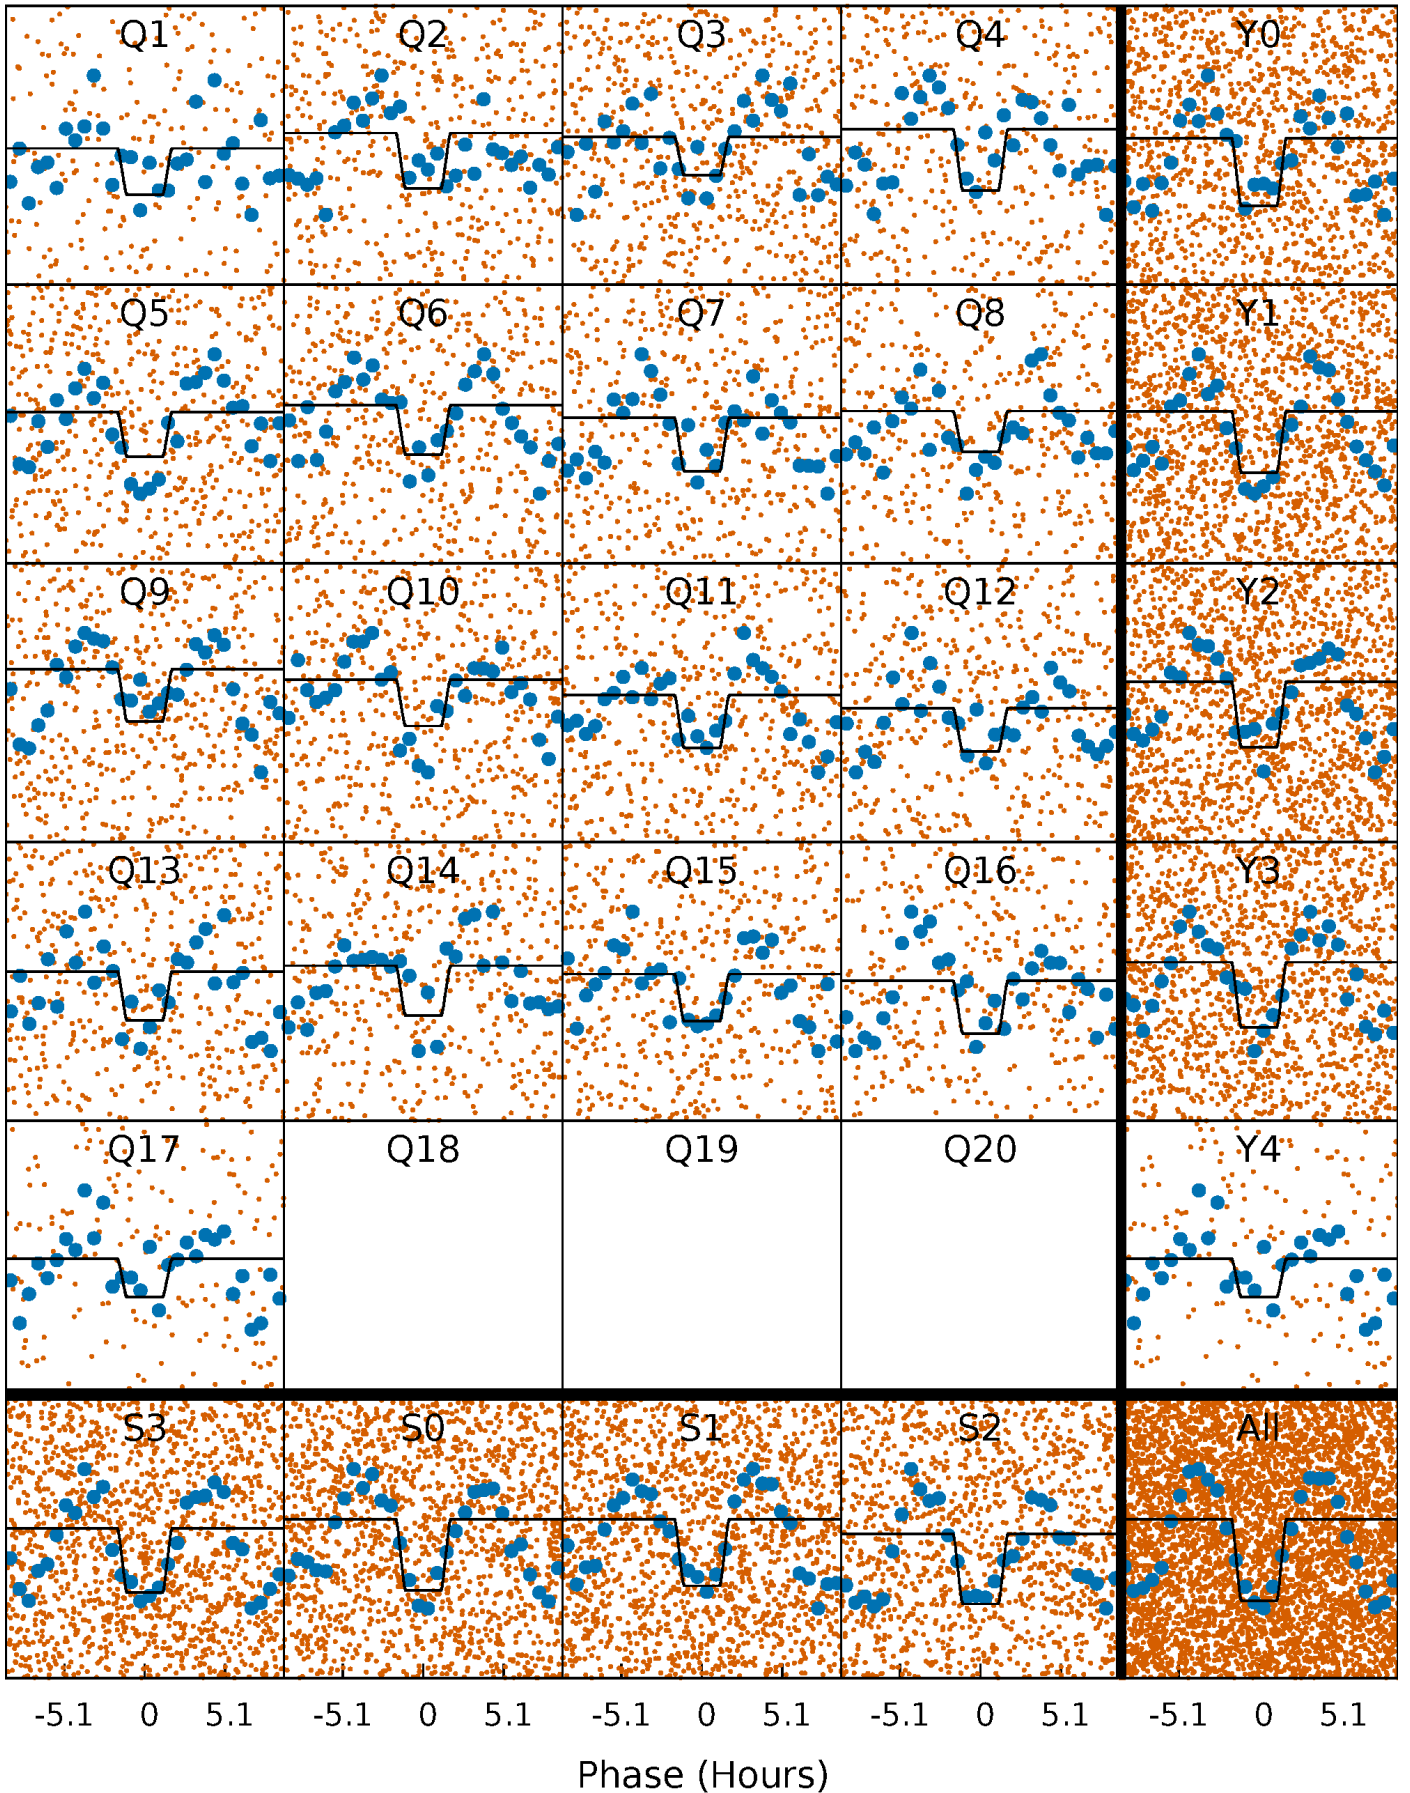 Q1 Q2 Q3 Q4 Y0
Q5 Q6 Q7 Q8 Y1
Q9 Q10 Q11 Q12 Y2
Q13 Q14 Q15 Q16 Y3
Q17 Q18 Q19 Q20 Y4
S3 S0 S1 S2 All
-5.1 0 5.1 -5.1 0 5.1 -5.1 0 5.1 -5.1 0 5.1 -5.1 0 5.1
Phase (Hours)